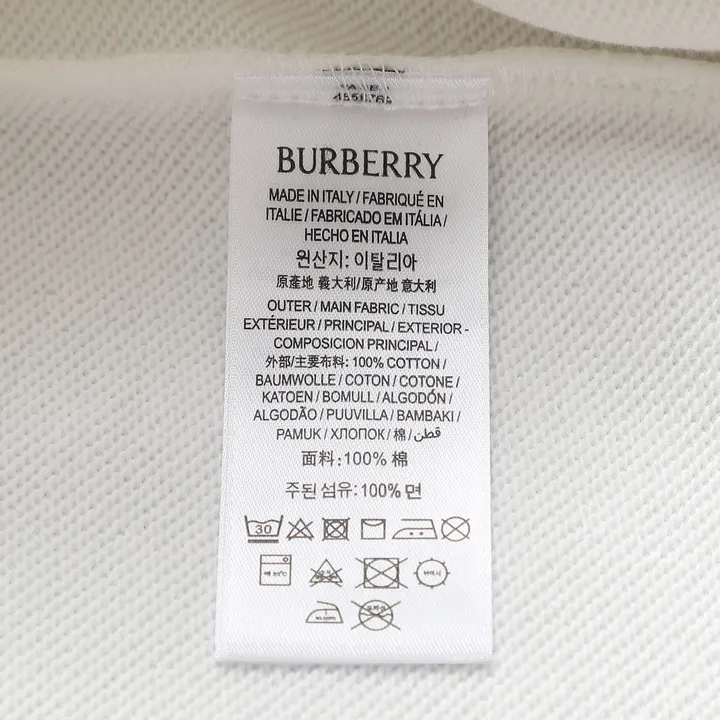 BURBERRY
MADE IN ITALY / FABRIQUÉ EN
ITALIE / FABRICADO EM ITÁLIA /
HECHO EN ITALIA
원산지: 이탈리아
原產地 義大利/原产地 意大利
OUTER / MAIN FABRIC / TISSU
EXTÉRIEUR / PRINCIPAL / EXTERIOR -
COMPOSICION PRINCIPAL /
外部/主要布料: 100% COTTON /
BAUMWOLLE / COTON / COTONE /
KATOEN / BOMULL / ALGODÓN /
ALGODÃO / PUUVILLA / BAMBAKI /
PAMUK / ХЛОПОК / 棉 / قطن
面料: 100% 棉
주된 섬유: 100% 면
30